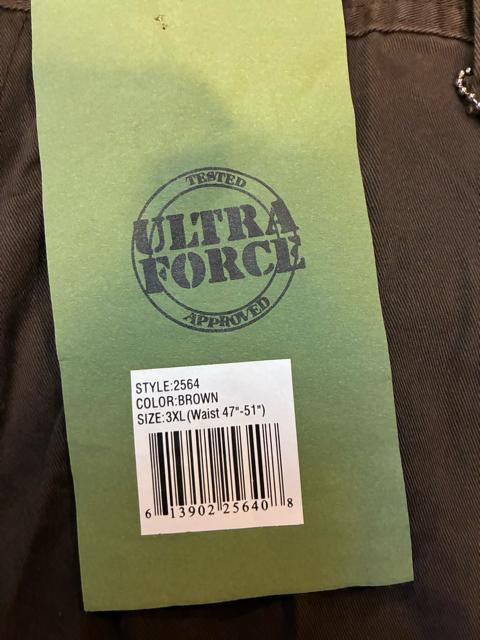 TESTED
ULTRA
FORCE
APPROVED
STYLE:2564
COLOR:BROWN
SIZE:3XL(Waist 47"-51")
6 13902 25640 8